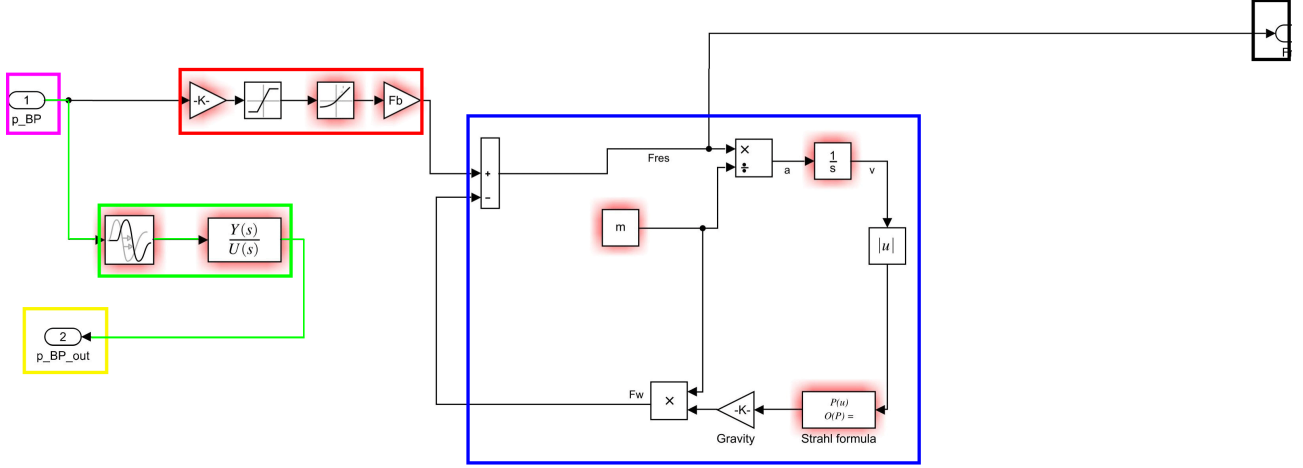 1
p_BP
-K-
Fb
+
−
Fres
×
÷
a
1
s
v
m
|u|
Y(s)
U(s)
2
p_BP_out
Fw
×
-K-
Gravity
P(u)
O(P) =
Strahl formula